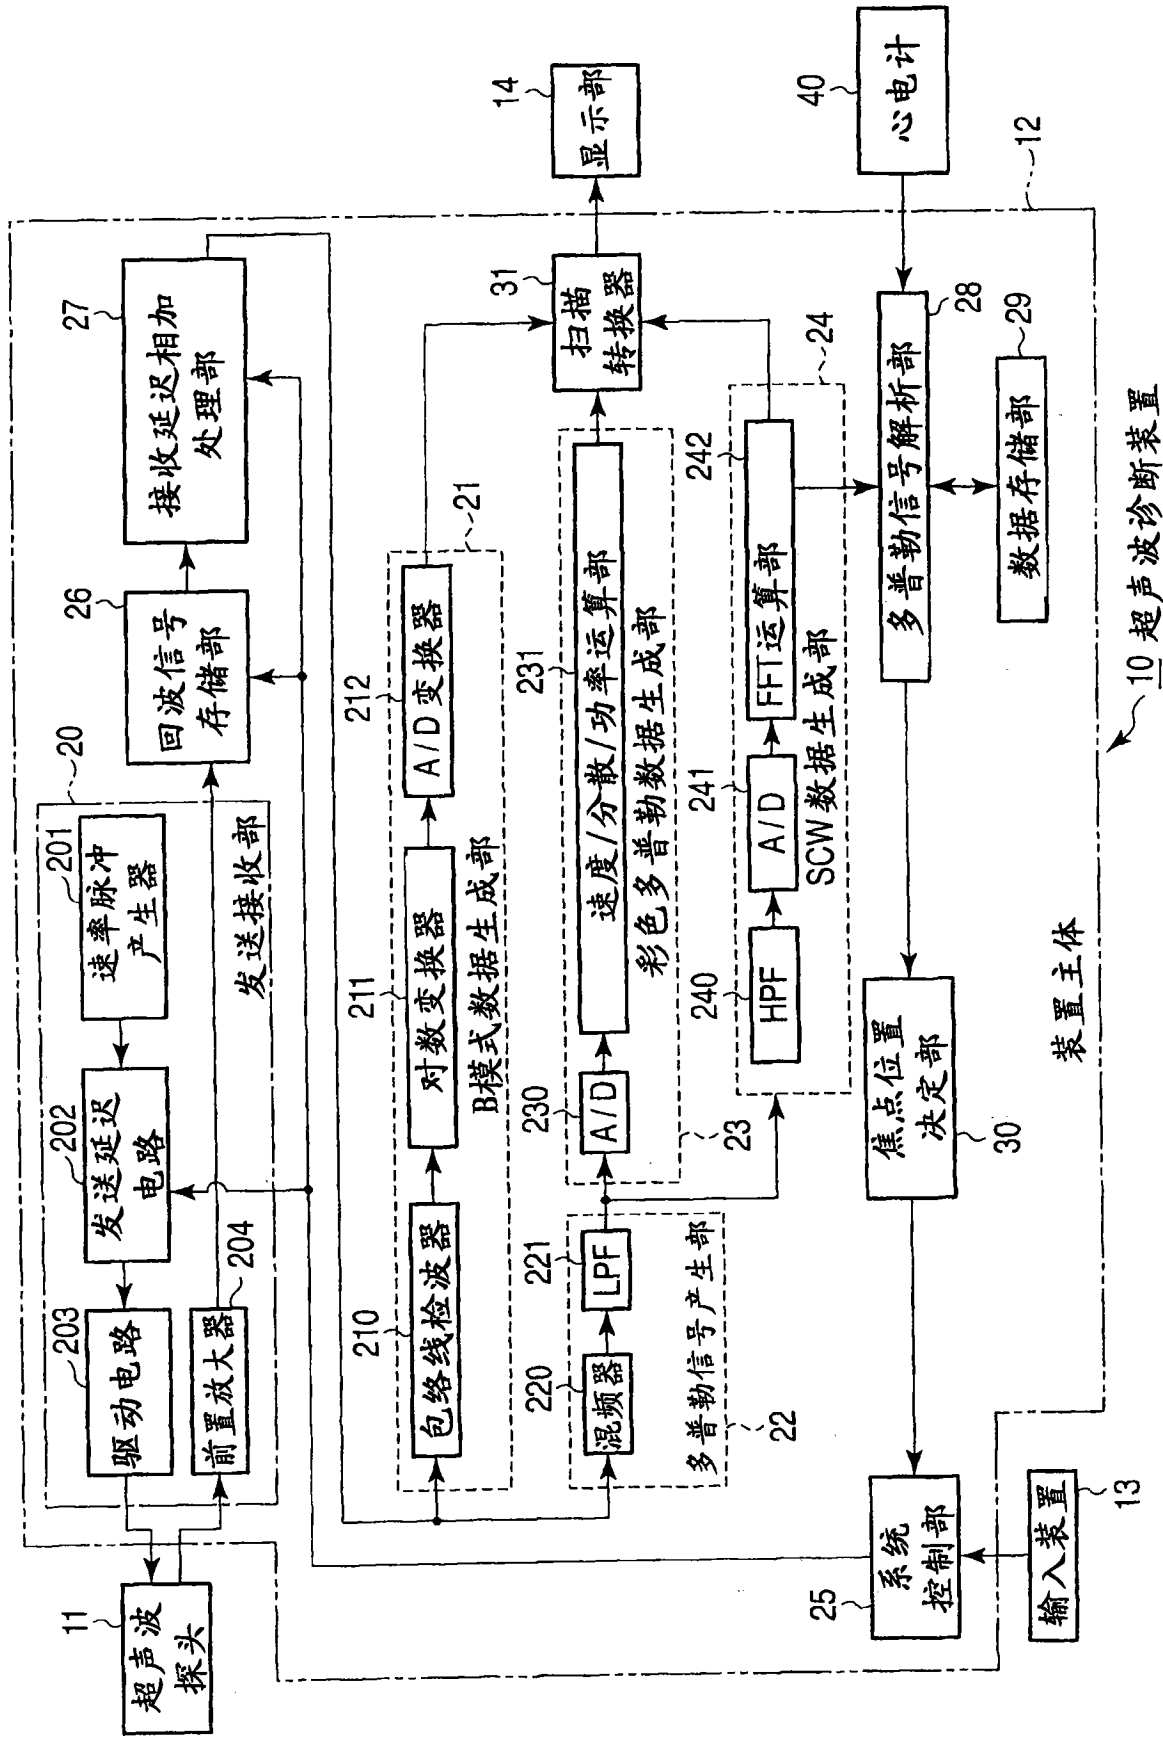 11
超声波
探头
20
发送接收部
203
驱动电路
202
发送延迟
电路
201
速率脉冲
产生器
204
前置放大器
26
回波信号
存储部
27
接收延迟相加
处理部
210
包络线检波器
211
对数变换器
212
A/D变换器
B模式数据生成部
21
220
混频器
221
LPF
多普勒信号产生部
22
230
A/D
231
速度/分散/功率运算部
彩色多普勒数据生成部
23
240
HPF
241
A/D
242
FFT运算部
SCW数据生成部
24
31
扫描
转换器
14
显示部
25
系统
控制部
焦点位置
决定部
30
多普勒信号解析部
28
数据存储部
29
40
心电计
12
输入装置
13
装置主体
10 超声波诊断装置